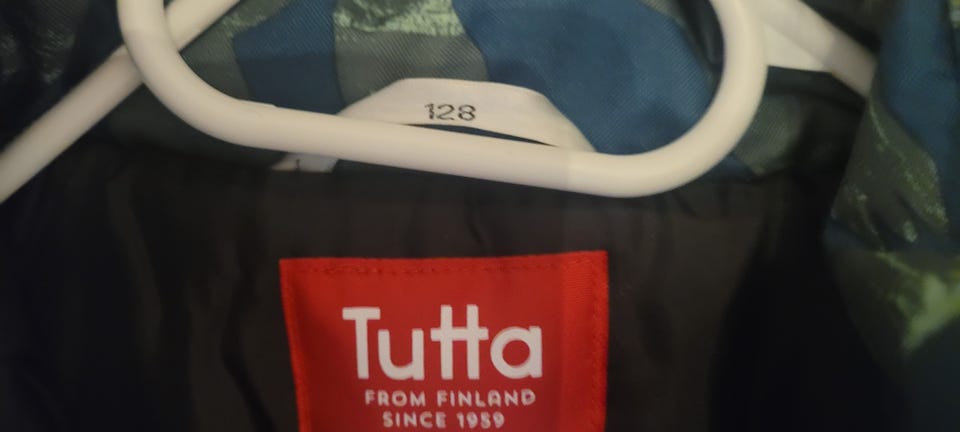 128
Tutta
FROM FINLAND
SINCE 1959